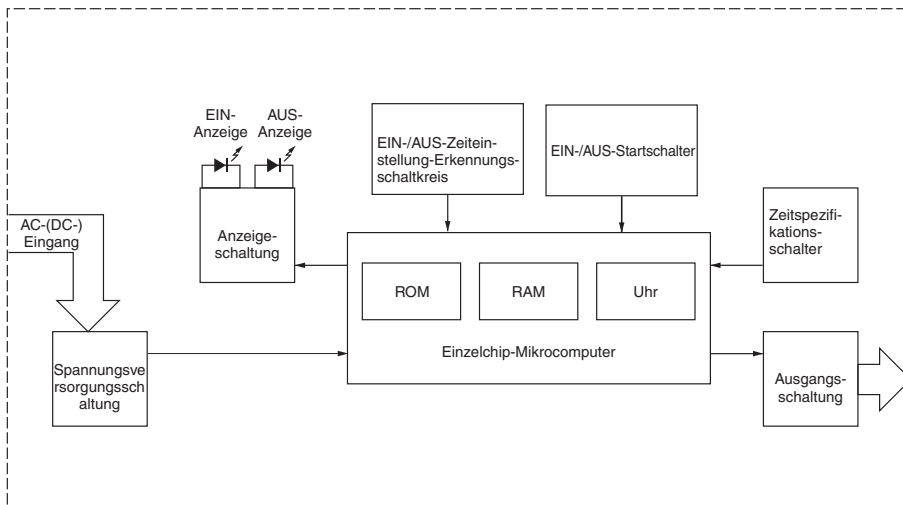 EIN-
Anzeige
AUS-
Anzeige
EIN-/AUS-Zeitein-
stellung-Erkennungs-
schaltkreis
EIN-/AUS-Startschalter
AC-(DC-)
Eingang
Anzeige-
schaltung
Zeitspezifi-
kations-
schalter
ROM
RAM
Uhr
Einzelchip-Mikrocomputer
Spannungsve
rsorgungssch
altung
Ausgangs-
schaltung